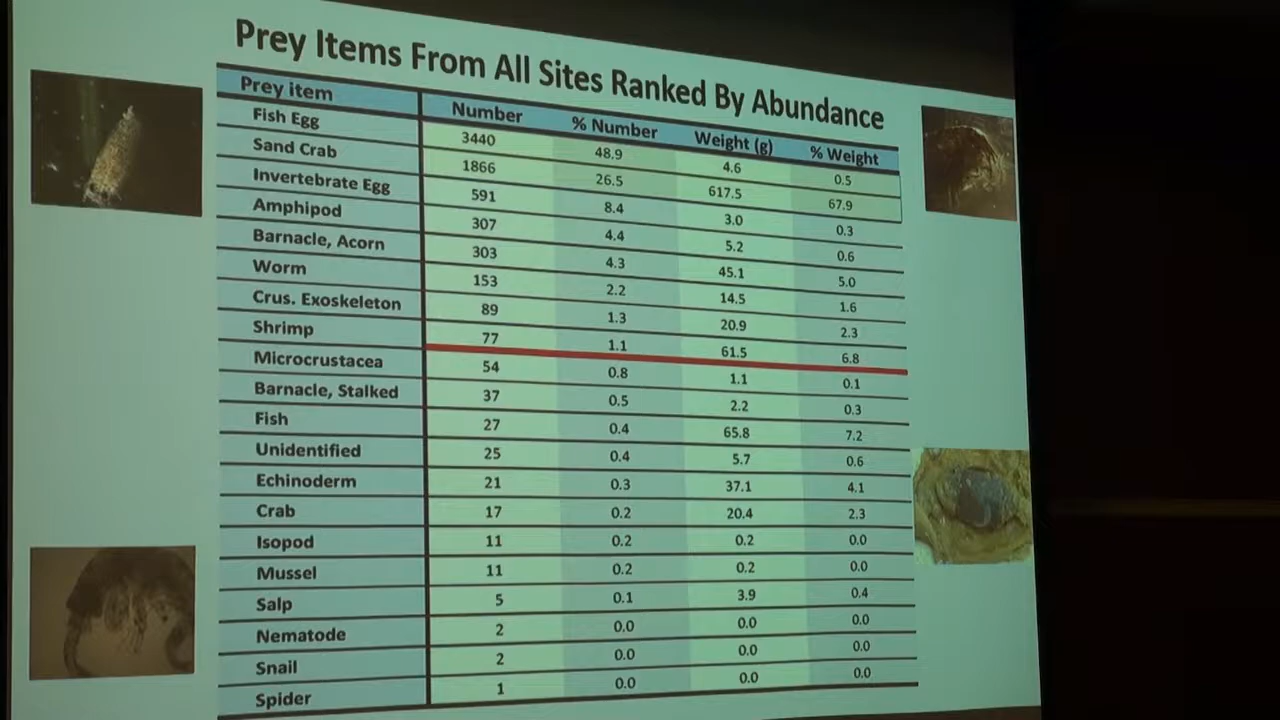 Prey Items From All Sites Ranked By Abundance
Prey item Number % Number Weight (g) % Weight
Fish Egg 3440 48.9 4.6 0.5
Sand Crab 1866 26.5 617.5 67.9
Invertebrate Egg 591 8.4 3.0 0.3
Amphipod 307 4.4 5.2 0.6
Barnacle, Acorn 303 4.3 45.1 5.0
Worm 153 2.2 14.5 1.6
Crus. Exoskeleton 89 1.3 20.9 2.3
Shrimp 77 1.1 61.5 6.8
Microcrustacea 54 0.8 1.1 0.1
Barnacle, Stalked 37 0.5 2.2 0.3
Fish 27 0.4 65.8 7.2
Unidentified 25 0.4 5.7 0.6
Echinoderm 21 0.3 37.1 4.1
Crab 17 0.2 20.4 2.3
Isopod 11 0.2 0.2 0.0
Mussel 11 0.2 0.2 0.0
Salp 5 0.1 3.9 0.4
Nematode 2 0.0 0.0 0.0
Snail 2 0.0 0.0 0.0
Spider 1 0.0 0.0 0.0